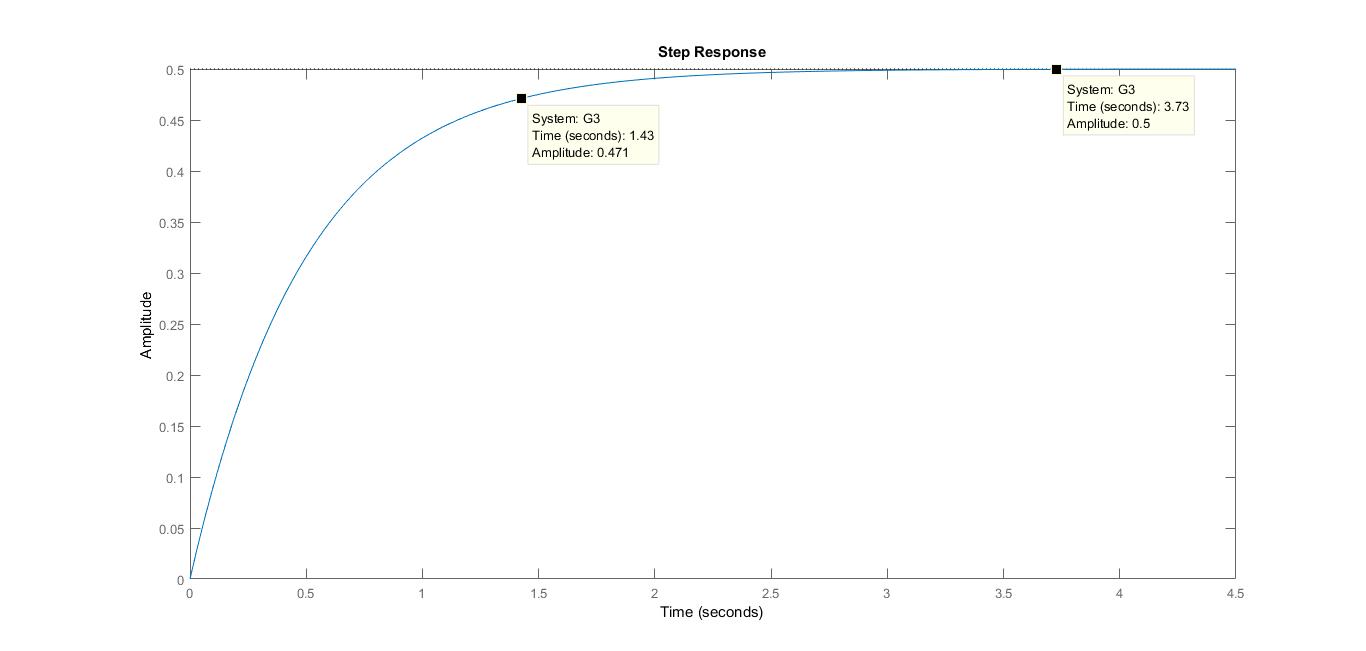 Step Response
0.5
0.45
0.4
0.35
0.3
0.25
0.2
0.15
0.1
0.05
0
Amplitude
System: G3
Time (seconds): 1.43
Amplitude: 0.471
System: G3
Time (seconds): 3.73
Amplitude: 0.5
0 0.5 1 1.5 2 2.5 3 3.5 4 4.5
Time (seconds)